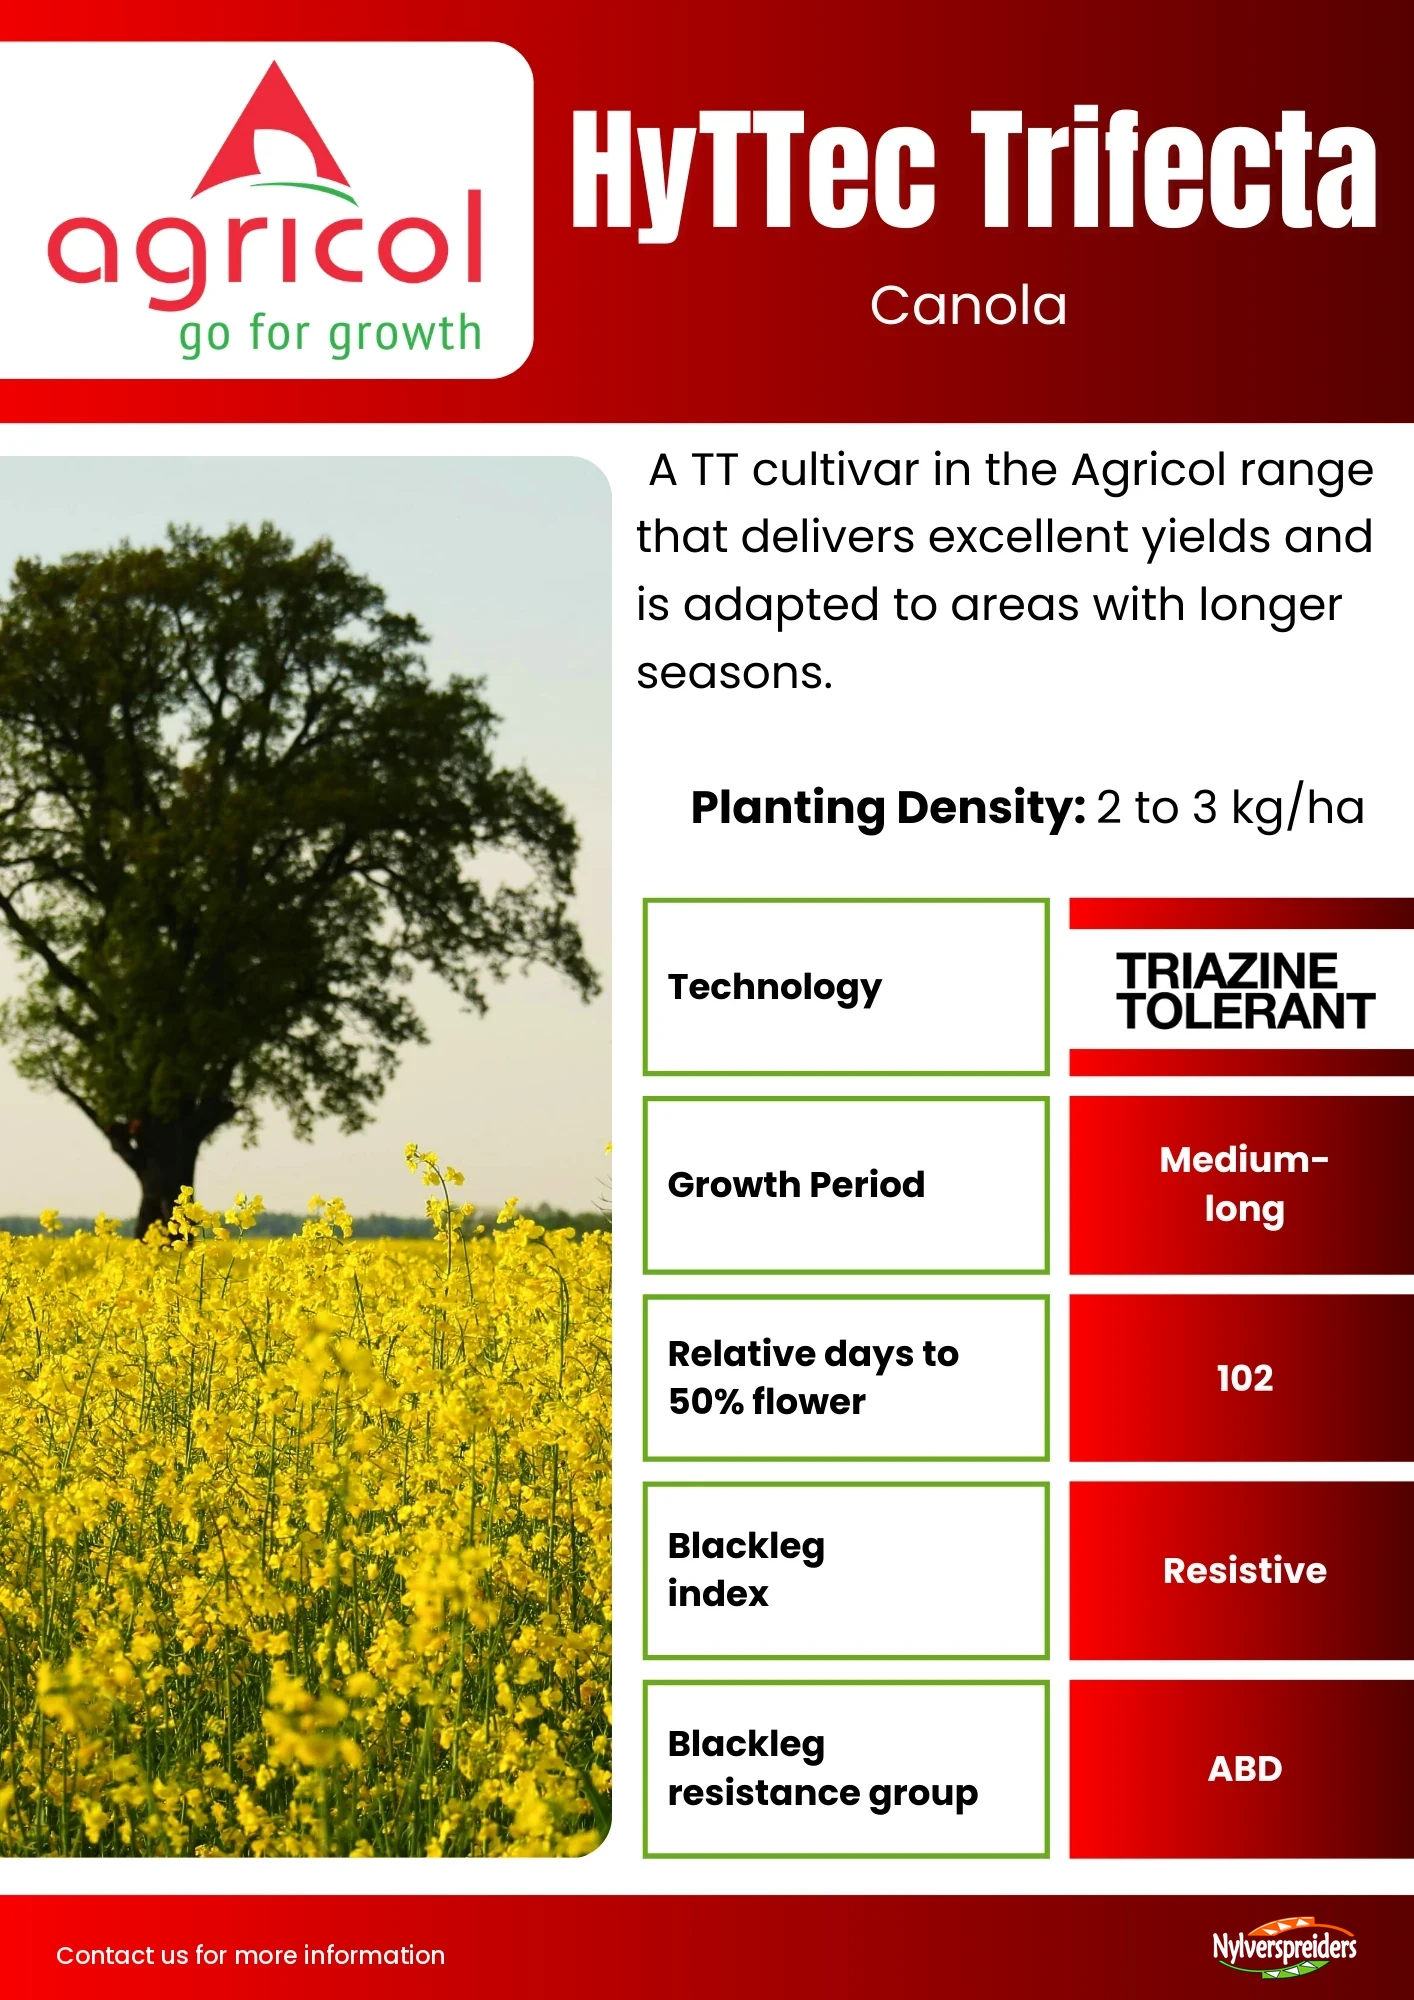 agricol
go for growth
HyTTec Trifecta
Canola
A TT cultivar in the Agricol range
that delivers excellent yields and
is adapted to areas with longer
seasons.
Planting Density: 2 to 3 kg/ha
Technology
TRIAZINE
TOLERANT
Growth Period
Medium-
long
Relative days to
50% flower
102
Blackleg
index
Resistive
Blackleg
resistance group
ABD
Contact us for more information
Nylverspreiders